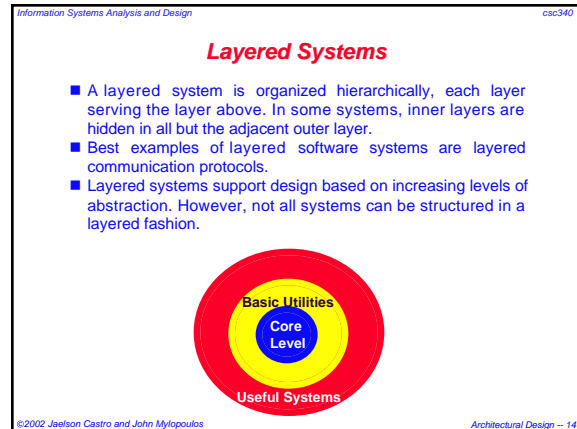 Information Systems Analysis and Design csc340
Layered Systems
A layered system is organized hierarchically, each layer
serving the layer above. In some systems, inner layers are
hidden in all but the adjacent outer layer.
Best examples of layered software systems are layered
communication protocols.
Layered systems support design based on increasing levels of
abstraction. However, not all systems can be structured in a
layered fashion.
Basic Utilities
Core
Level
Useful Systems
©2002 Jaelson Castro and John Mylopoulos Architectural Design -- 14